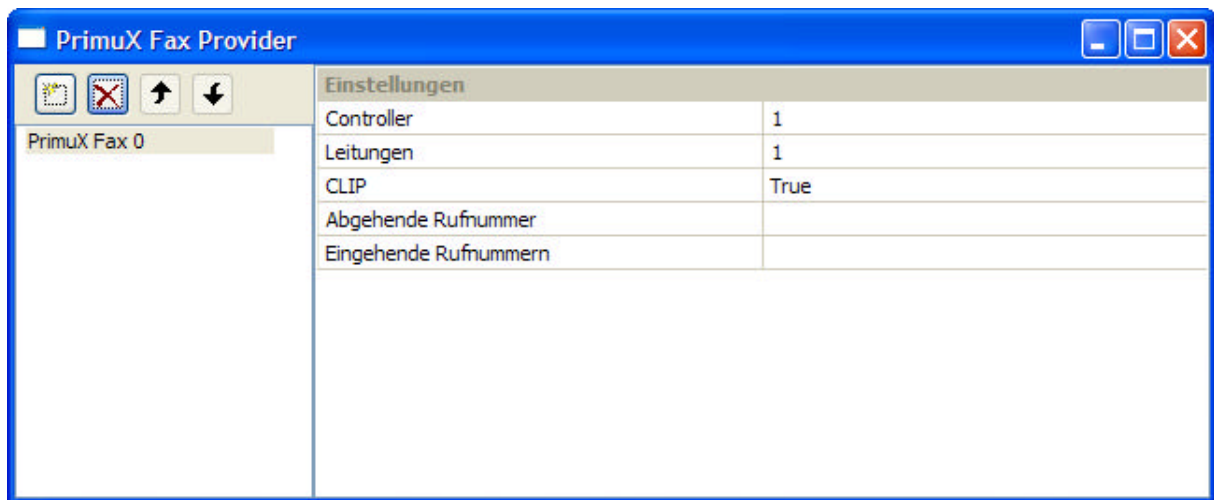 PrimuX Fax Provider
PrimuX Fax 0
Einstellungen
Controller 1
Leitungen 1
CLIP True
Abgehende Rufnummer
Eingehende Rufnummern